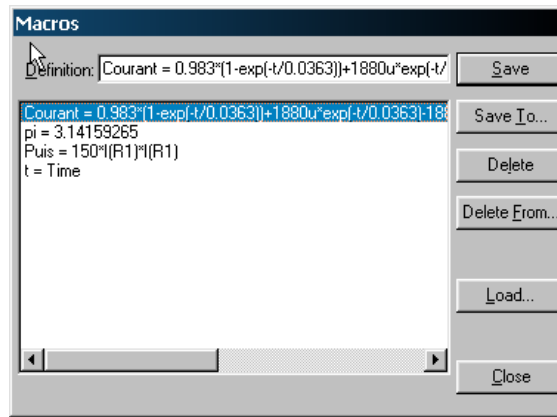 Macros
Definition: Courant = 0.983*(1-exp(-t/0.0363))+1880u*exp(-t/
Save
Courant = 0.983*(1-exp(-t/0.0363))+1880u*exp(-t/0.0363)-188
pi = 3.14159265
Puis = 150*I(R1)*I(R1)
t = Time
Save To...
Delete
Delete From...
Load...
Close